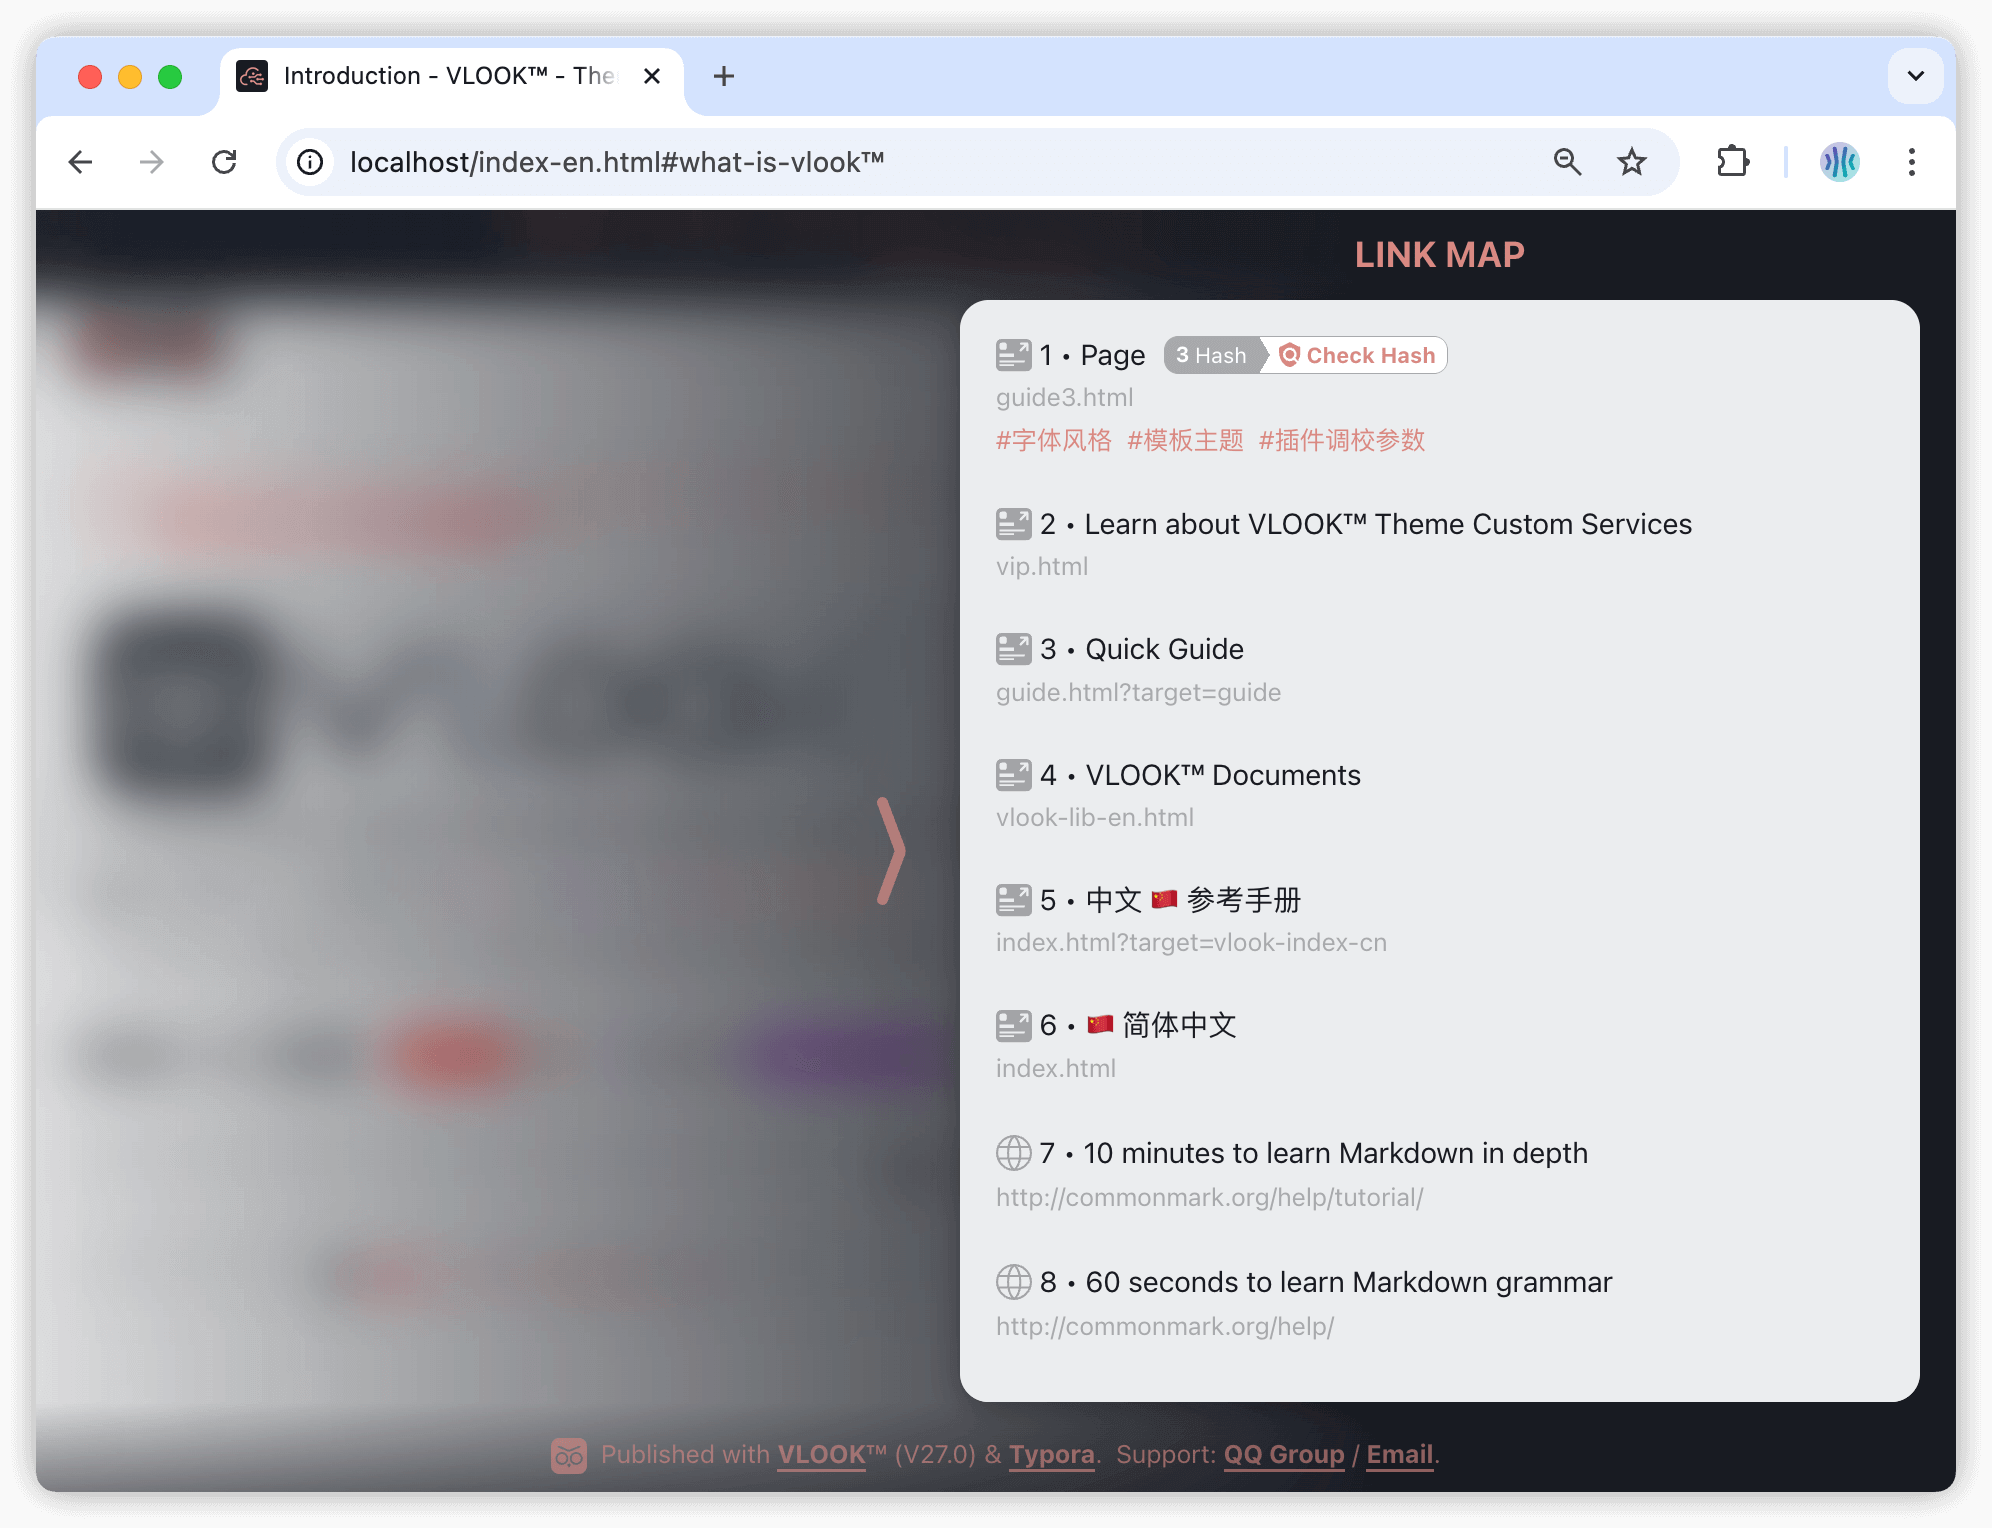 Introduction - VLOOK™ - The
localhost/index-en.html#what-is-vlook™
LINK MAP
1 • Page 3 Hash Check Hash
guide3.html
#字体风格 #模板主题 #插件调校参数
2 • Learn about VLOOK™ Theme Custom Services
vip.html
3 • Quick Guide
guide.html?target=guide
4 • VLOOK™ Documents
vlook-lib-en.html
5 • 中文 🇨🇳 参考手册
index.html?target=vlook-index-cn
6 • 🇨🇳 简体中文
index.html
7 • 10 minutes to learn Markdown in depth
http://commonmark.org/help/tutorial/
8 • 60 seconds to learn Markdown grammar
http://commonmark.org/help/
Published with VLOOK™ (V27.0) & Typora. Support: QQ Group / Email.